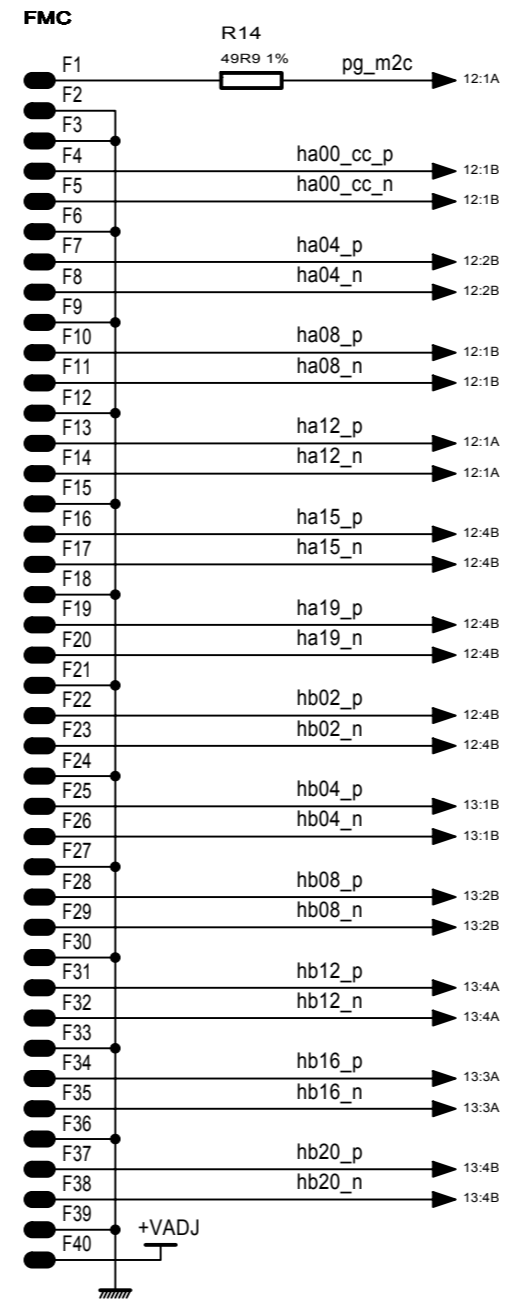 FMC
R14
F1 49R9 1% pg_m2c 12:1A
F2
F3
F4 ha00_cc_p 12:1B
F5 ha00_cc_n 12:1B
F6
F7 ha04_p 12:2B
F8 ha04_n 12:2B
F9
F10 ha08_p 12:1B
F11 ha08_n 12:1B
F12
F13 ha12_p 12:1A
F14 ha12_n 12:1A
F15
F16 ha15_p 12:4B
F17 ha15_n 12:4B
F18
F19 ha19_p 12:4B
F20 ha19_n 12:4B
F21
F22 hb02_p 12:4B
F23 hb02_n 12:4B
F24
F25 hb04_p 13:1B
F26 hb04_n 13:1B
F27
F28 hb08_p 13:2B
F29 hb08_n 13:2B
F30
F31 hb12_p 13:4A
F32 hb12_n 13:4A
F33
F34 hb16_p 13:3A
F35 hb16_n 13:3A
F36
F37 hb20_p 13:4B
F38 hb20_n 13:4B
F39 +VADJ
F40